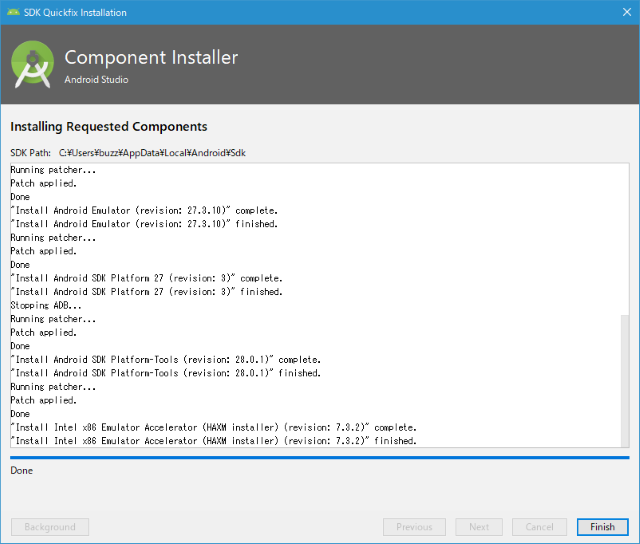 SDK Quickfix Installation
Component Installer
Android Studio
Installing Requested Components
SDK Path: C:¥Users¥buzz¥AppData¥Local¥Android¥Sdk
Running patcher...
Patch applied.
Done
"Install Android Emulator (revision: 27.3.10)" complete.
"Install Android Emulator (revision: 27.3.10)" finished.
Running patcher...
Patch applied.
Done
"Install Android SDK Platform 27 (revision: 3)" complete.
"Install Android SDK Platform 27 (revision: 3)" finished.
Stopping ADB...
Running patcher...
Patch applied.
Done
"Install Android SDK Platform-Tools (revision: 28.0.1)" complete.
"Install Android SDK Platform-Tools (revision: 28.0.1)" finished.
Running patcher...
Patch applied.
Done
"Install Intel x86 Emulator Accelerator (HAXM installer) (revision: 7.3.2)" complete.
"Install Intel x86 Emulator Accelerator (HAXM installer) (revision: 7.3.2)" finished.
Done
Background Previous Next Cancel Finish